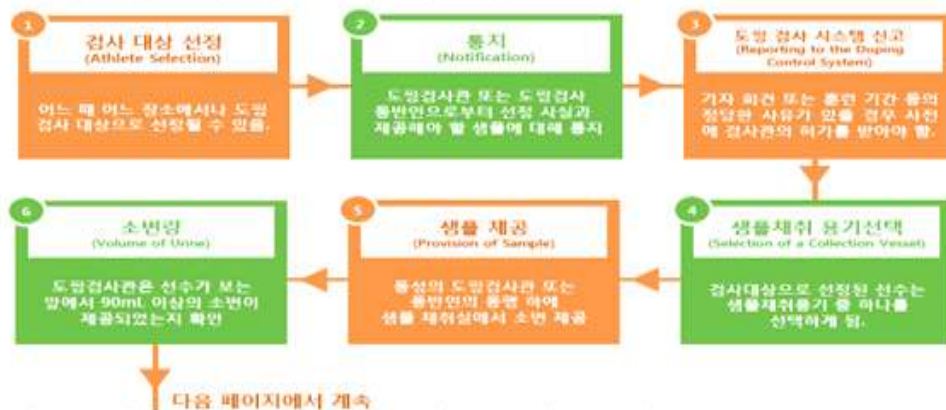 1
검사 대상 선정
(Athlete Selection)
어느 때 어느 장소에서나 도핑
검사 대상으로 선정될 수 있음.
2
통지
(Notification)
도핑검사관 또는 도핑검사
동반인으로부터 선정 사실과
제공해야 할 샘플에 대해 통지
3
도핑 검사 시스템 신고
(Reporting to the Doping
Control System)
기자 회견 또는 훈련 기간 등의
정당한 사유가 있을 경우 사전
에 검사관의 허가를 받아야 함.
4
샘플채취 용기선택
(Selection of a Collection Vessel)
검사대상으로 선정된 선수는
샘플채취용기 중 하나를
선택하게 됨.
5
샘플 제공
(Provision of Sample)
동성의 도핑검사관 또는
동반인의 동행 하에
샘플 채취실에서 소변 제공
6
소변량
(Volume of Urine)
도핑검사관은 선수가 보는
앞에서 90mL 이상의 소변이
제공되었는지 확인
다음 페이지에서 계속